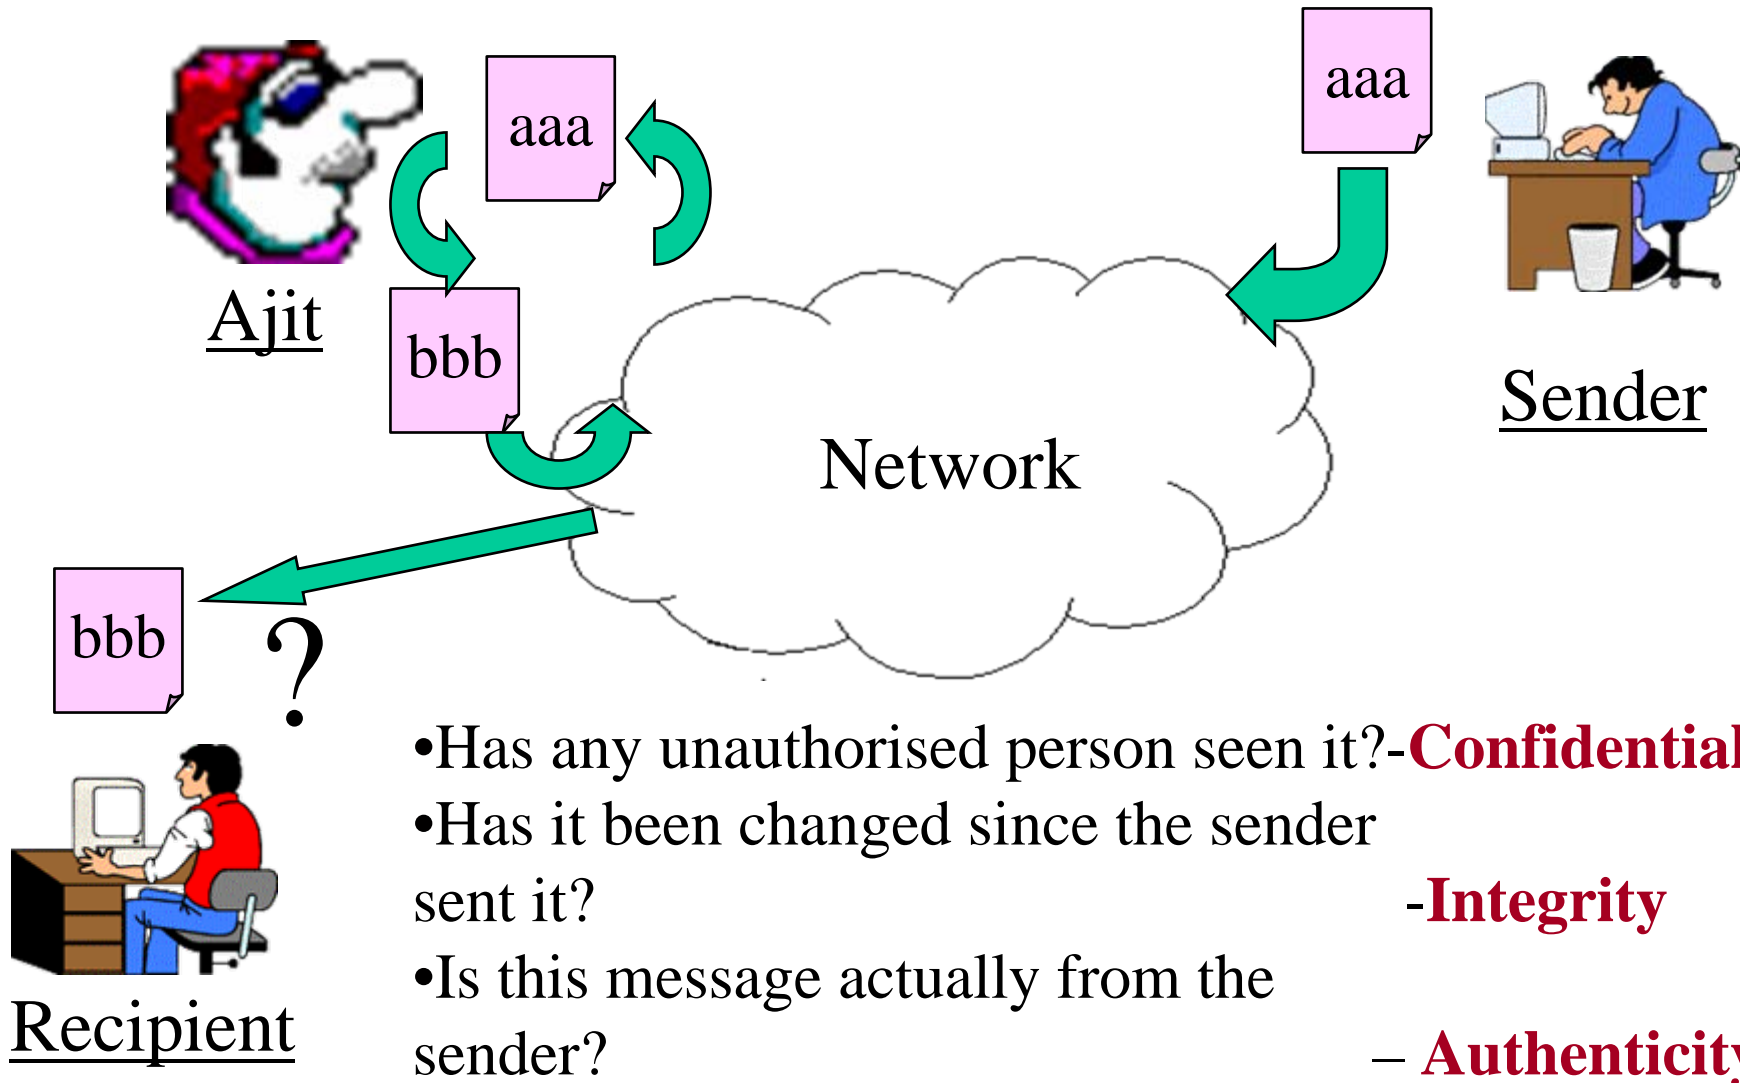 aaa
aaa
Ajit
bbb
Sender
Network
bbb
?
•Has any unauthorised person seen it?-Confidential
•Has it been changed since the sender
sent it? -Integrity
•Is this message actually from the
sender? – Authenticity
Recipient